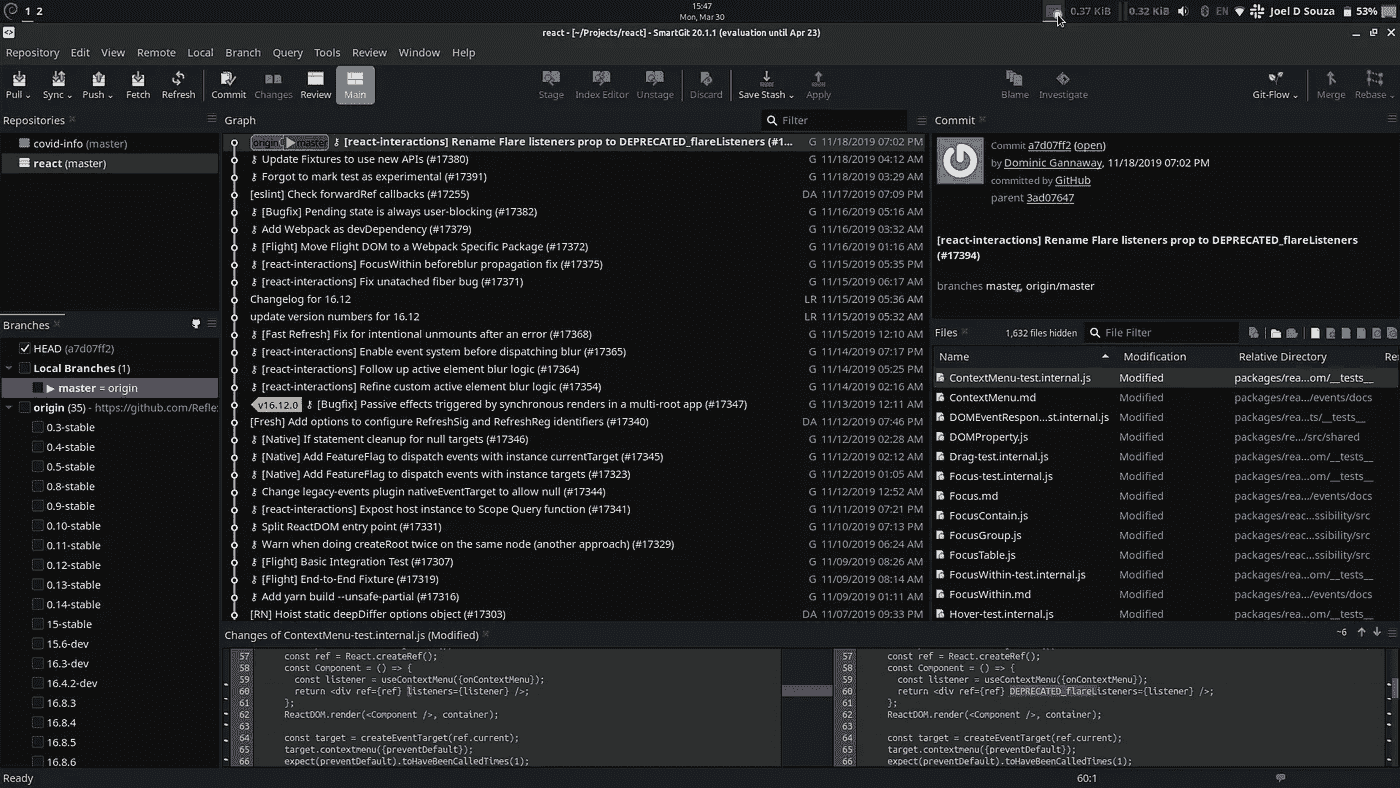 1 2
15:47
Mon, Mar 30
0.37 KiB
0.32 KiB
EN
Joel D Souza
53%
react - [~/Projects/react] - SmartGit 20.1.1 (evaluation until Apr 23)
Repository Edit View Remote Local Branch Query Tools Review Window Help
Pull Sync Push Fetch Refresh Commit Changes Review Main Stage Index Editor Unstage Discard Save Stash Apply Blame Investigate Git-Flow Merge Rebase
Repositories
covid-info (master)
react (master)
Branches
HEAD (a7d07ff2)
Local Branches (1)
master = origin
origin (35) - https://github.com/Refle
0.3-stable
0.4-stable
0.5-stable
0.8-stable
0.9-stable
0.10-stable
0.11-stable
0.12-stable
0.13-stable
0.14-stable
15-stable
15.6-dev
16.3-dev
16.4.2-dev
16.8.3
16.8.4
16.8.5
16.8.6
Graph
Filter
origin master [react-interactions] Rename Flare listeners prop to DEPRECATED_flareListeners (#1... G 11/18/2019 07:02 PM
Update Fixtures to use new APIs (#17380) G 11/18/2019 04:12 AM
Forgot to mark test as experimental (#17391) G 11/18/2019 03:29 AM
[eslint] Check forwardRef callbacks (#17255) DA 11/17/2019 07:09 PM
[Bugfix] Pending state is always user-blocking (#17382) G 11/16/2019 05:16 AM
Add Webpack as devDependency (#17379) G 11/16/2019 03:32 AM
[Flight] Move Flight DOM to a Webpack Specific Package (#17372) G 11/16/2019 01:16 AM
[react-interactions] FocusWithin beforeblur propagation fix (#17375) G 11/15/2019 05:35 PM
[react-interactions] Fix unatached fiber bug (#17371) G 11/15/2019 06:17 AM
Changelog for 16.12 LR 11/15/2019 05:36 AM
update version numbers for 16.12 LR 11/15/2019 05:32 AM
[Fast Refresh] Fix for intentional unmounts after an error (#17368) G 11/15/2019 12:10 AM
[react-interactions] Enable event system before dispatching blur (#17365) G 11/14/2019 07:17 PM
[react-interactions] Follow up active element blur logic (#17364) G 11/14/2019 05:25 PM
[react-interactions] Refine custom active element blur logic (#17354) G 11/14/2019 02:16 AM
v16.12.0 [Bugfix] Passive effects triggered by synchronous renders in a multi-root app (#17347) G 11/13/2019 12:11 AM
[Fresh] Add options to configure RefreshSig and RefreshReg identifiers (#17340) DA 11/12/2019 07:46 PM
[Native] If statement cleanup for null targets (#17346) G 11/12/2019 02:28 AM
[Native] Add FeatureFlag to dispatch events with instance currentTarget (#17345) G 11/12/2019 02:12 AM
[Native] Add FeatureFlag to dispatch events with instance targets (#17323) G 11/12/2019 01:05 AM
Change legacy-events plugin nativeEventTarget to allow null (#17344) G 11/12/2019 12:52 AM
[react-interactions] Expost host instance to Scope Query function (#17341) G 11/11/2019 07:21 PM
Split ReactDOM entry point (#17331) G 11/10/2019 07:13 PM
Warn when doing createRoot twice on the same node (another approach) (#17329) G 11/10/2019 06:24 AM
[Flight] Basic Integration Test (#17307) G 11/09/2019 08:26 AM
[Flight] End-to-End Fixture (#17319) G 11/09/2019 08:14 AM
Add yarn build --unsafe-partial (#17316) G 11/09/2019 01:11 AM
[RN] Hoist static deepDiffer options object (#17303) DA 11/07/2019 09:33 PM
Commit
Commit a7d07ff2 (open)
by Dominic Gannaway, 11/18/2019 07:02 PM
committed by GitHub
parent 3ad07647
[react-interactions] Rename Flare listeners prop to DEPRECATED_flareListeners
(#17394)
branches master, origin/master
Files
1,632 files hidden
File Filter
Name Modification Relative Directory Re
ContextMenu-test.internal.js Modified packages/rea...om/__tests__
ContextMenu.md Modified packages/rea.../events/docs
DOMEventRespon...st.internal.js Modified packages/rea...ts/__tests__
DOMProperty.js Modified packages/re.../src/shared
Drag-test.internal.js Modified packages/rea...om/__tests__
Focus-test.internal.js Modified packages/rea...om/__tests__
Focus.md Modified packages/rea.../events/docs
FocusContain.js Modified packages/reac...ssibility/src
FocusGroup.js Modified packages/reac...ssibility/src
FocusTable.js Modified packages/reac...ssibility/src
FocusWithin-test.internal.js Modified packages/rea...om/__tests__
FocusWithin.md Modified packages/rea.../events/docs
Hover-test.internal.js Modified packages/rea...om/__tests__
Changes of ContextMenu-test.internal.js (Modified)
~6
57 const ref = React.createRef();
58 const Component = () => {
59 const listener = useContextMenu({onContextMenu});
60 return <div ref={ref} listeners={listener} />;
61 };
62 ReactDOM.render(<Component />, container);
63
64 const target = createEventTarget(ref.current);
65 target.contextmenu({preventDefault});
66 expect(preventDefault).toHaveBeenCalledTimes(1);
57 const ref = React.createRef();
58 const Component = () => {
59 const listener = useContextMenu({onContextMenu});
60 return <div ref={ref} DEPRECATED_flareListeners={listener} />;
61 };
62 ReactDOM.render(<Component />, container);
63
64 const target = createEventTarget(ref.current);
65 target.contextmenu({preventDefault});
66 expect(preventDefault).toHaveBeenCalledTimes(1);
Ready
60:1